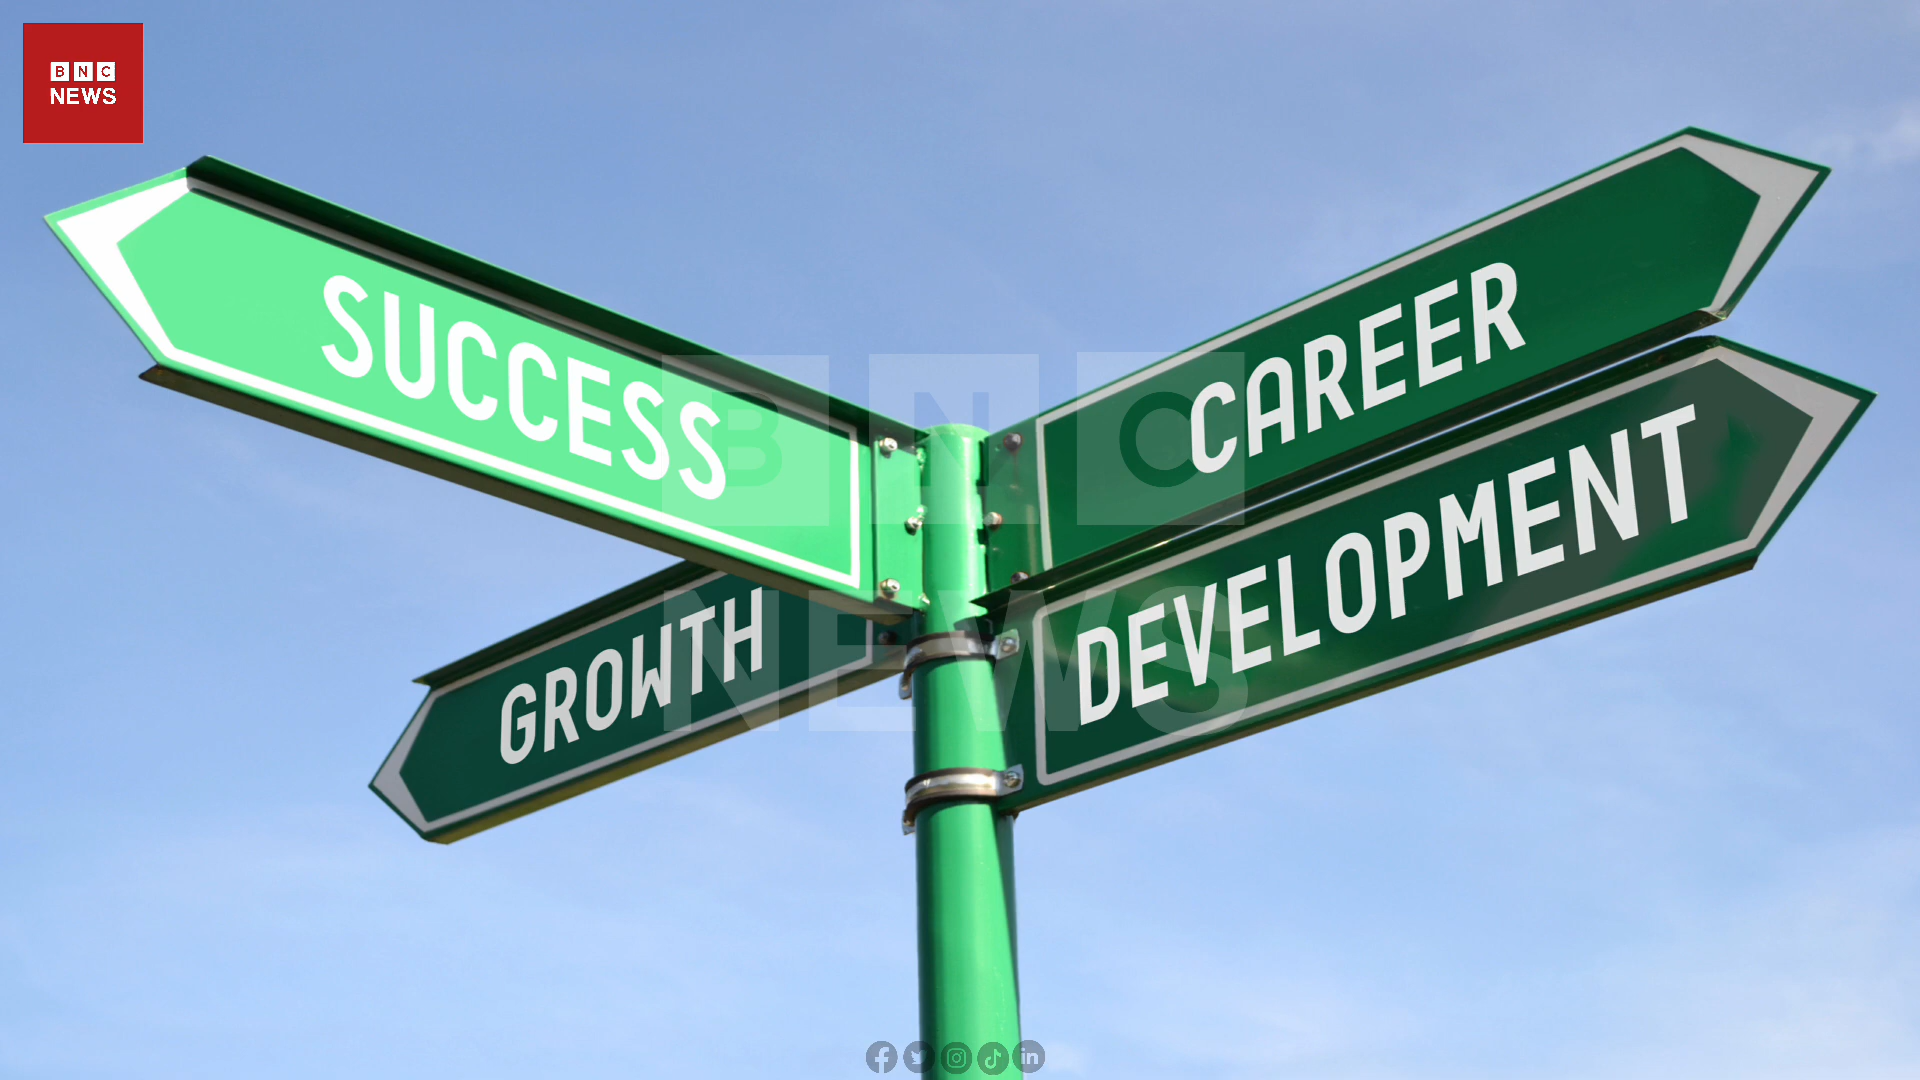 BNC
NEWS
SUCCESS
CAREER
DEVELOPMENT
GROWTH
BNC
NEWS